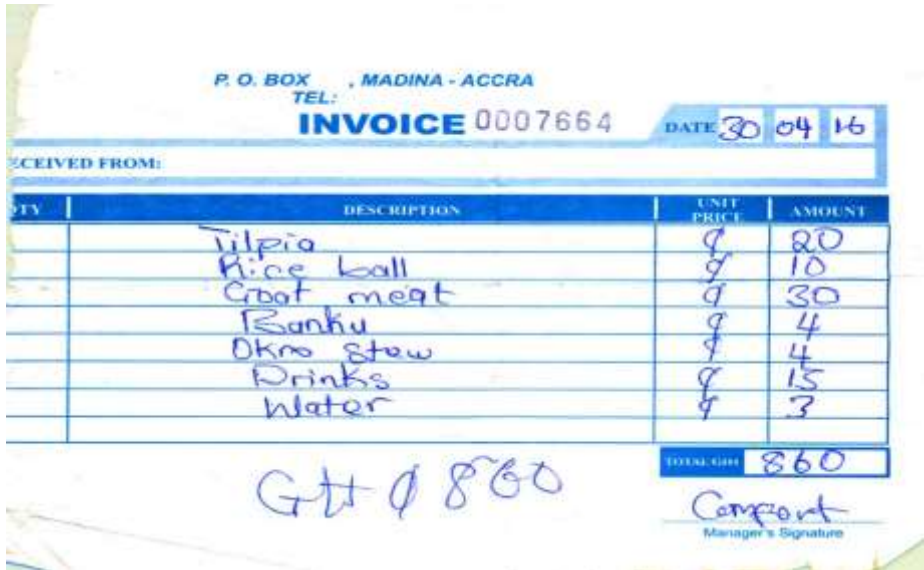 P. O. BOX , MADINA - ACCRA
TEL:
INVOICE 0007664 DATE 30 04 16
ECEIVED FROM:
TY DESCRIPTION UNIT PRICE AMOUNT
Tilpia ¢ 20
Rice ball ¢ 10
Goat meat ¢ 30
Banku ¢ 4
Okro stew ¢ 4
Drinks ¢ 15
Water ¢ 3
TOTAL GH¢ 860
GH ¢ 860
Comfort
Manager's Signature